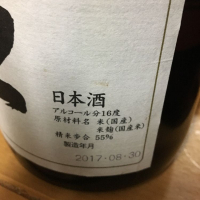 日本酒
アルコール分16度
原材料名 米(国産)
米麹(国産米)
精米歩合 55%
製造年月
2017-08-30